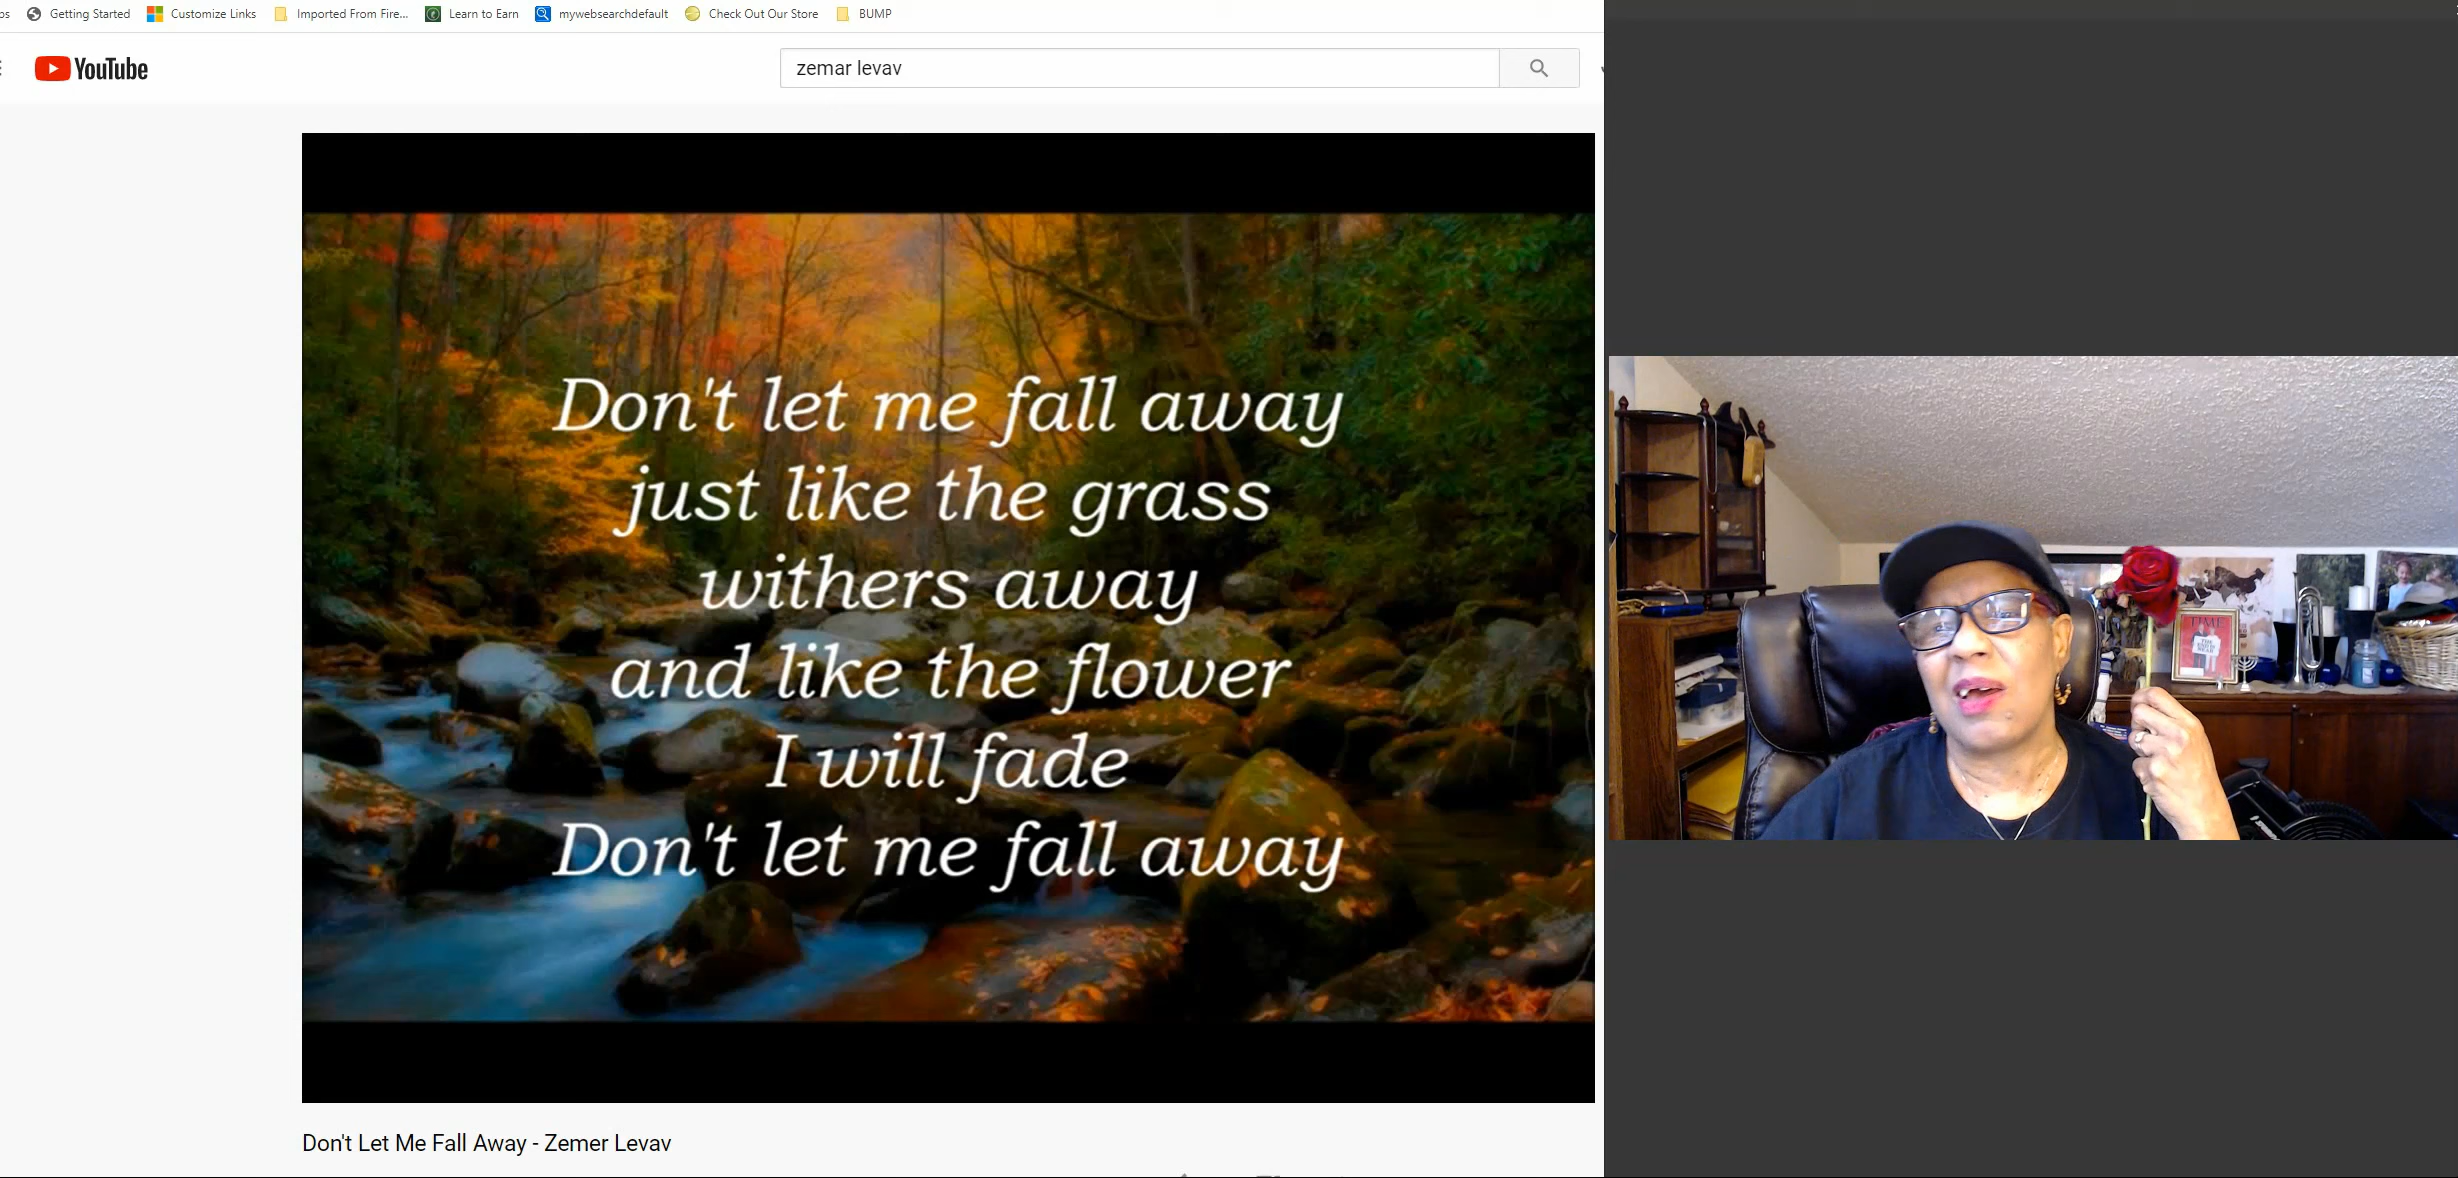 Getting Started Customize Links Imported From Fire... Learn to Earn mywebsearchdefault Check Out Our Store BUMP
YouTube zemar levav
Don't let me fall away
just like the grass
withers away
and like the flower
I will fade
Don't let me fall away
TIME
Don't Let Me Fall Away - Zemer Levav